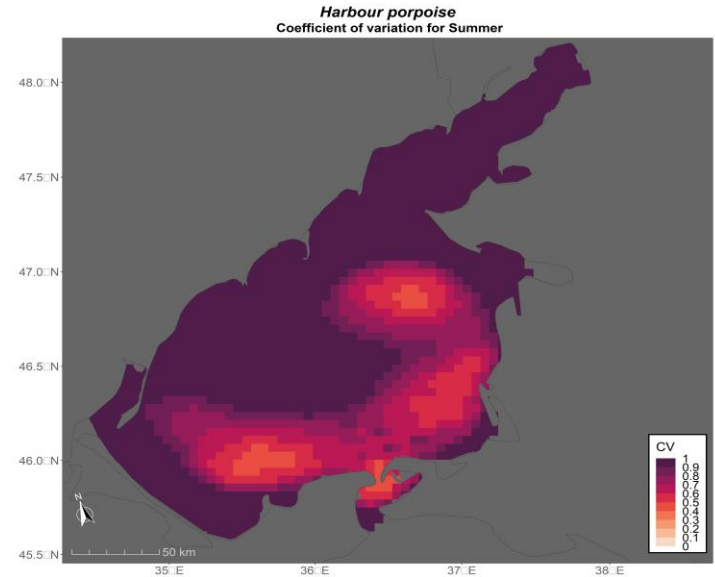 Harbour porpoise
Coefficient of variation for Summer
48.0□N
47.5□N
47.0□N
46.5□N
46.0□N
45.5□N
35□E
36□E
37□E
38□E
N
50 km
CV
1
0.9
0.8
0.7
0.6
0.5
0.4
0.3
0.2
0.1
0